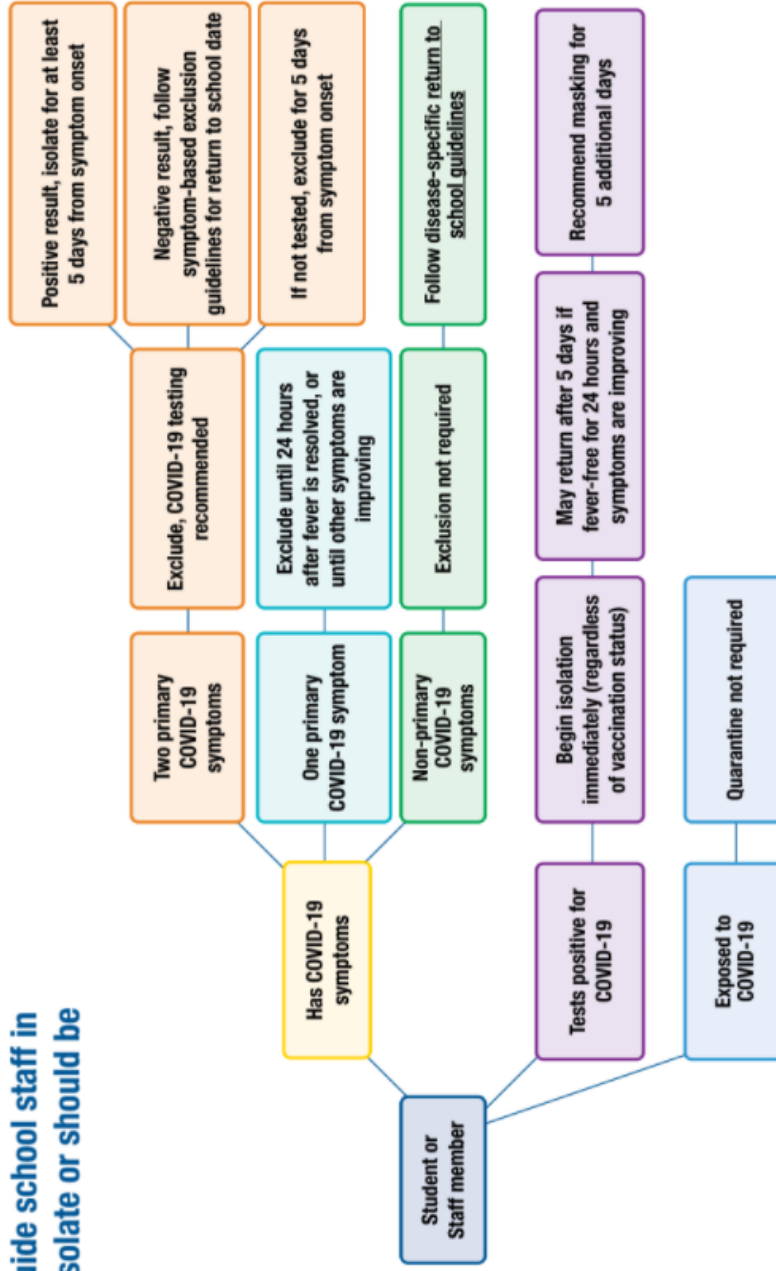 uide school staff in
solate or should be
Student or
Staff member
Has COVID-19
symptoms
Two primary
COVID-19
symptoms
Exclude, COVID-19 testing
recommended
Positive result, isolate for at least
5 days from symptom onset
Negative result, follow
symptom-based exclusion
guidelines for return to school date
If not tested, exclude for 5 days
from symptom onset
One primary
COVID-19 symptom
Exclude until 24 hours
after fever is resolved, or
until other symptoms are
improving
Non-primary
COVID-19
symptoms
Exclusion not required
Follow disease-specific return to
school guidelines
Tests positive for
COVID-19
Begin isolation
immediately (regardless
of vaccination status)
May return after 5 days if
fever-free for 24 hours and
symptoms are improving
Recommend masking for
5 additional days
Exposed to
COVID-19
Quarantine not required